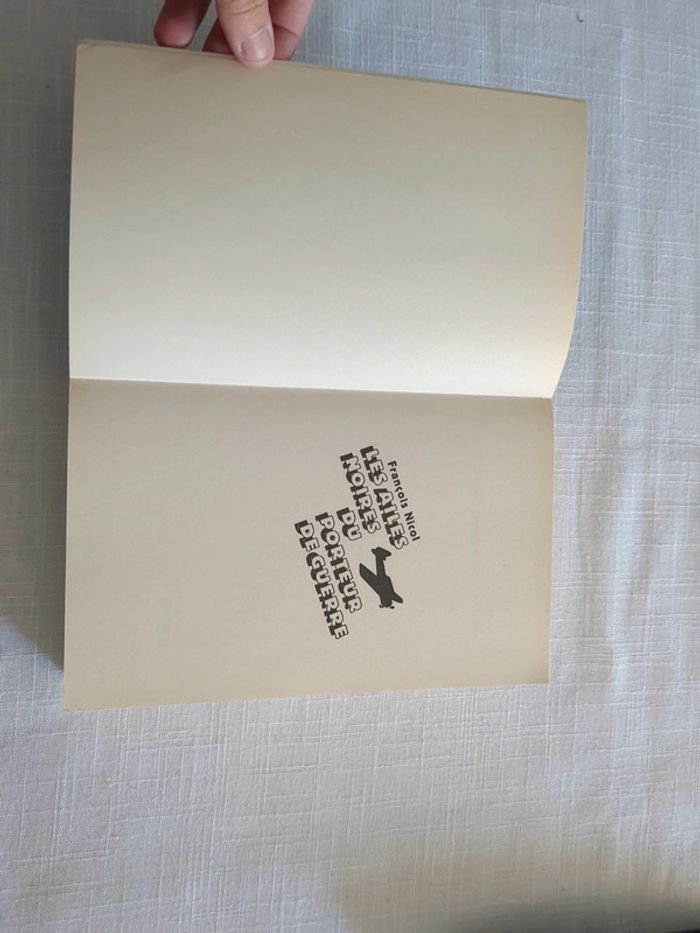 François Nicol
LES AILES
NOIRES
DU
PORTEUR
DE GUERRE